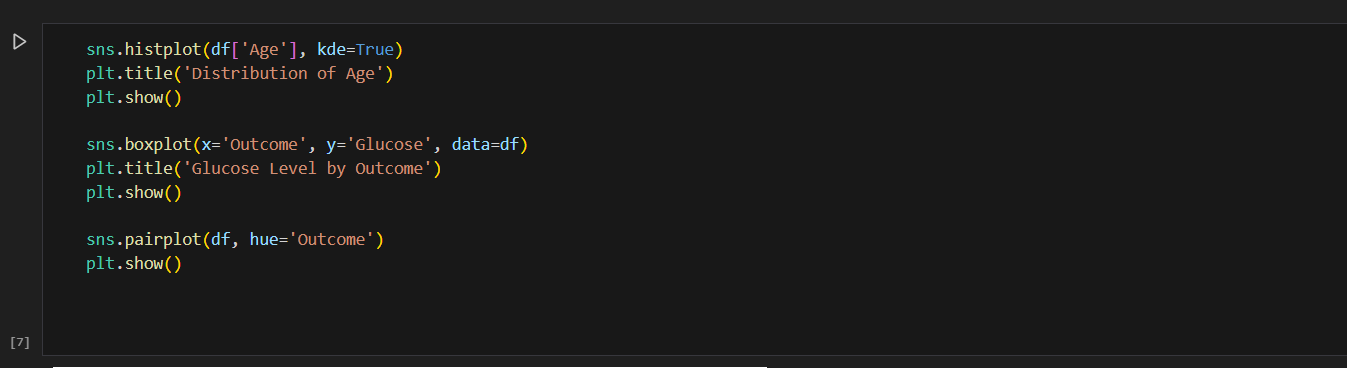 sns.histplot(df['Age'], kde=True)
plt.title('Distribution of Age')
plt.show()
sns.boxplot(x='Outcome', y='Glucose', data=df)
plt.title('Glucose Level by Outcome')
plt.show()
sns.pairplot(df, hue='Outcome')
plt.show()
[7]